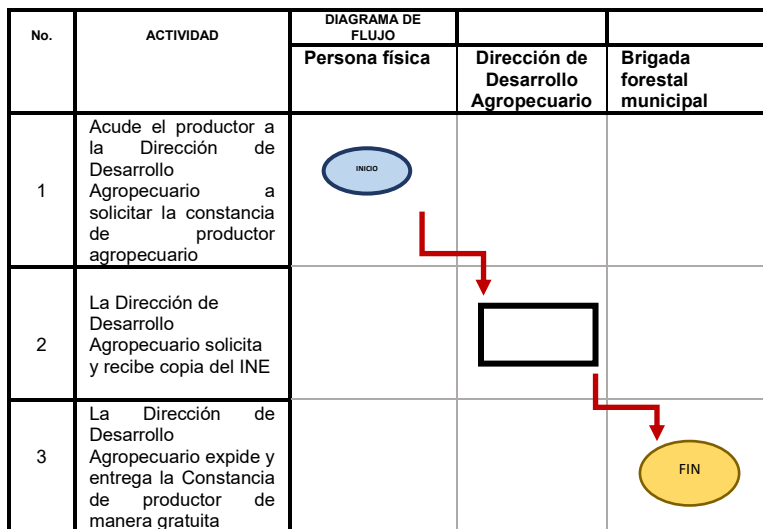 No.
ACTIVIDAD
DIAGRAMA DE
FLUJO
Persona física
Dirección de
Desarrollo
Agropecuario
Brigada
forestal
municipal
1
Acude el productor a
la Dirección de
Desarrollo
Agropecuario a
solicitar la constancia
de productor
agropecuario
INICIO
2
La Dirección de
Desarrollo
Agropecuario solicita
y recibe copia del INE
3
La Dirección de
Desarrollo
Agropecuario expide y
entrega la Constancia
de productor de
manera gratuita
FIN